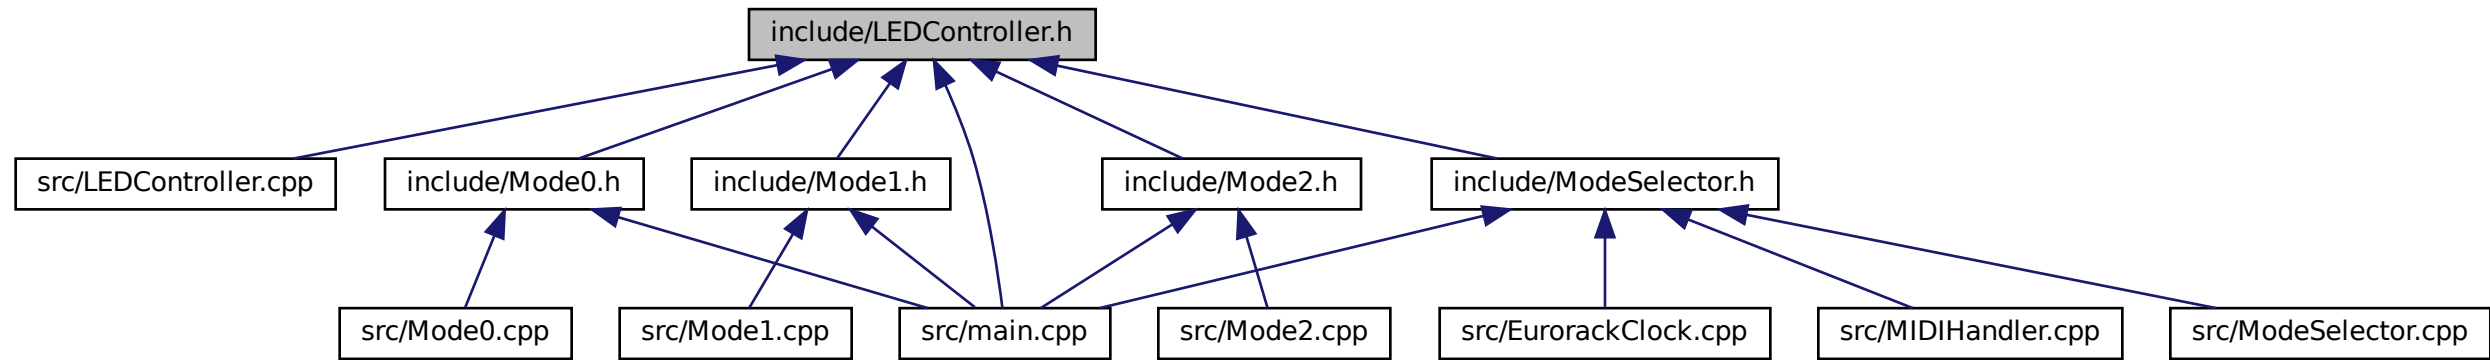 include/LEDController.h
src/LEDController.cpp
include/Mode0.h
include/Mode1.h
include/Mode2.h
include/ModeSelector.h
src/Mode0.cpp
src/Mode1.cpp
src/main.cpp
src/Mode2.cpp
src/EurorackClock.cpp
src/MIDIHandler.cpp
src/ModeSelector.cpp